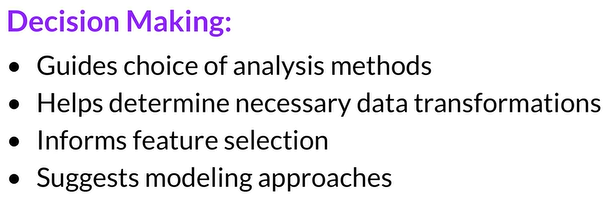 Decision Making:
• Guides choice of analysis methods
• Helps determine necessary data transformations
• Informs feature selection
• Suggests modeling approaches